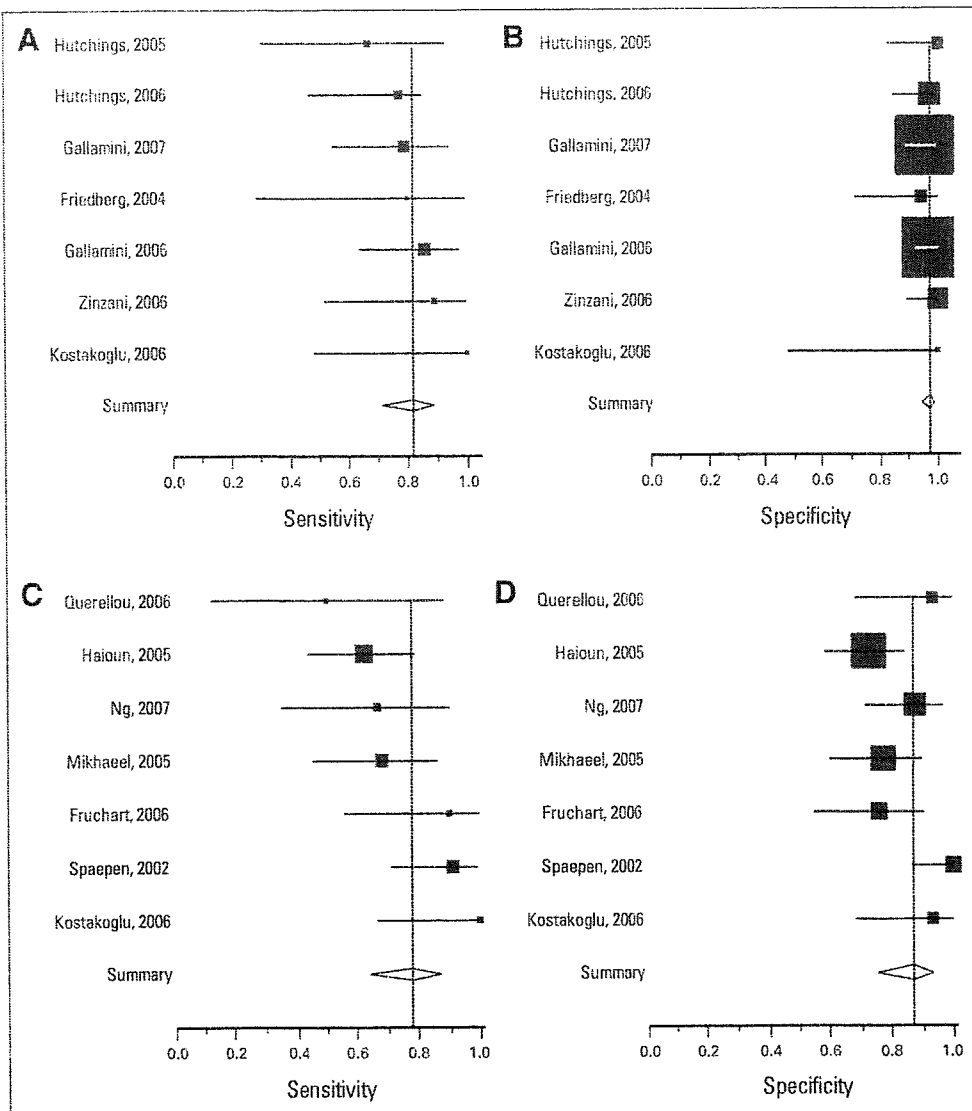 A
Hutchings, 2005
Hutchings, 2006
Gallamini, 2007
Friedberg, 2004
Gallamini, 2006
Zinzani, 2006
Kostakoglu, 2006
Summary
0.0 0.2 0.4 0.6 0.8 1.0
Sensitivity
B
Hutchings, 2005
Hutchings, 2006
Gallamini, 2007
Friedberg, 2004
Gallamini, 2006
Zinzani, 2006
Kostakoglu, 2006
Summary
0.0 0.2 0.4 0.6 0.8 1.0
Specificity
C
Querellou, 2006
Haioun, 2005
Ng, 2007
Mikhaeel, 2005
Fruchart, 2006
Spaepen, 2002
Kostakoglu, 2006
Summary
0.0 0.2 0.4 0.6 0.8 1.0
Sensitivity
D
Querellou, 2006
Haioun, 2005
Ng, 2007
Mikhaeel, 2005
Fruchart, 2006
Spaepen, 2002
Kostakoglu, 2006
Summary
0.0 0.2 0.4 0.6 0.8 1.0
Specificity